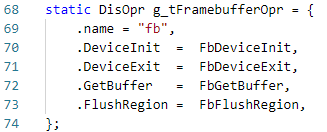 68 static DisOpr g_tFramebufferOpr = {
69     .name = "fb",
70     .DeviceInit  =  FbDeviceInit,
71     .DeviceExit  =  FbDeviceExit,
72     .GetBuffer   =  FbGetBuffer,
73     .FlushRegion =  FbFlushRegion,
74 };